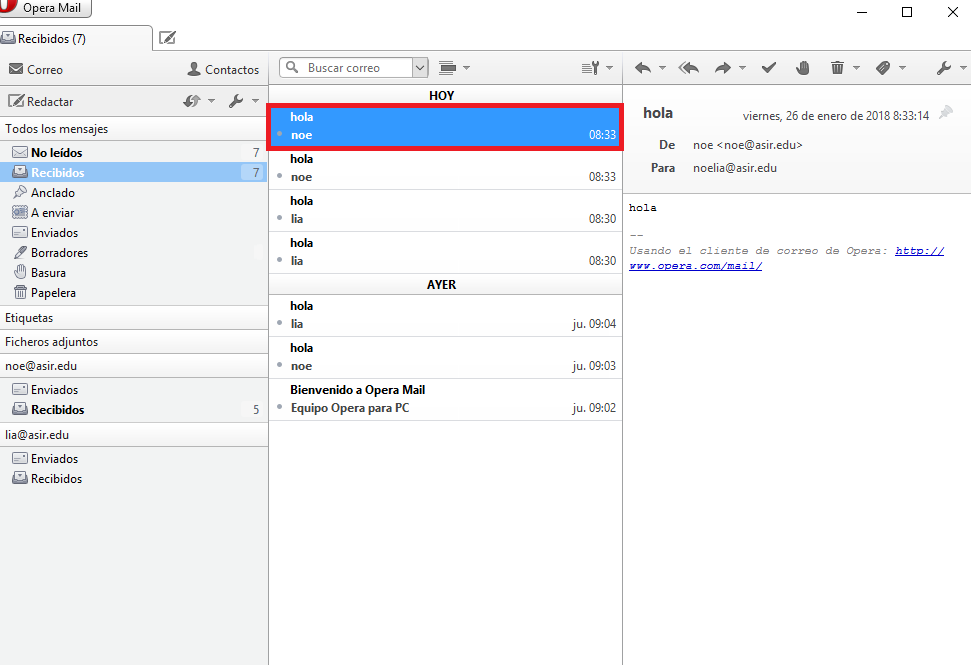 Opera Mail
Recibidos (7)
Correo
Contactos
Redactar
Todos los mensajes
No leídos 7
Recibidos 7
Anclado
A enviar
Enviados
Borradores
Basura
Papelera
Etiquetas
Ficheros adjuntos
noe@asir.edu
Enviados
Recibidos 5
lia@asir.edu
Enviados
Recibidos
Buscar correo
HOY
hola
noe 08:33
hola
noe 08:33
hola
lia 08:30
hola
lia 08:30
AYER
hola
lia ju. 09:04
hola
noe ju. 09:03
Bienvenido a Opera Mail
Equipo Opera para PC ju. 09:02
hola viernes, 26 de enero de 2018 8:33:14
De noe <noe@asir.edu>
Para noelia@asir.edu
hola
--
Usando el cliente de correo de Opera: http://
www.opera.com/mail/